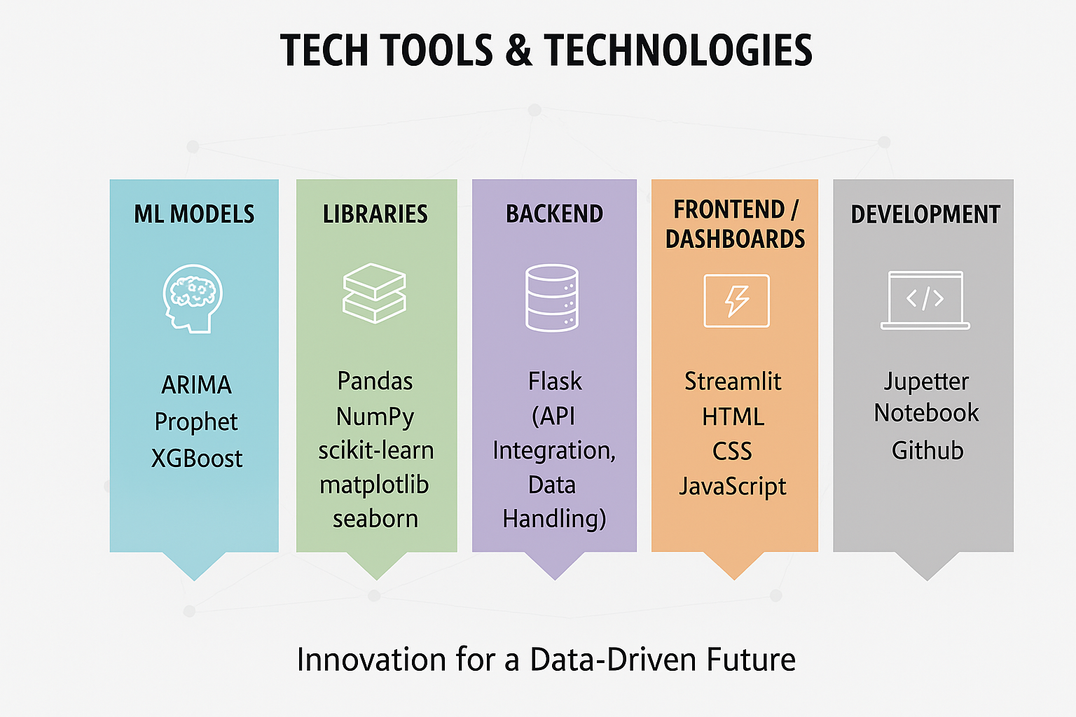 TECH TOOLS & TECHNOLOGIES
ML MODELS
ARIMA
Prophet
XGBoost
LIBRARIES
Pandas
NumPy
scikit-learn
matplotlib
seaborn
BACKEND
Flask
(API
Integration,
Data
Handling)
FRONTEND /
DASHBOARDS
Streamlit
HTML
CSS
JavaScript
DEVELOPMENT
</>
Jupetter
Notebook
Github
Innovation for a Data-Driven Future